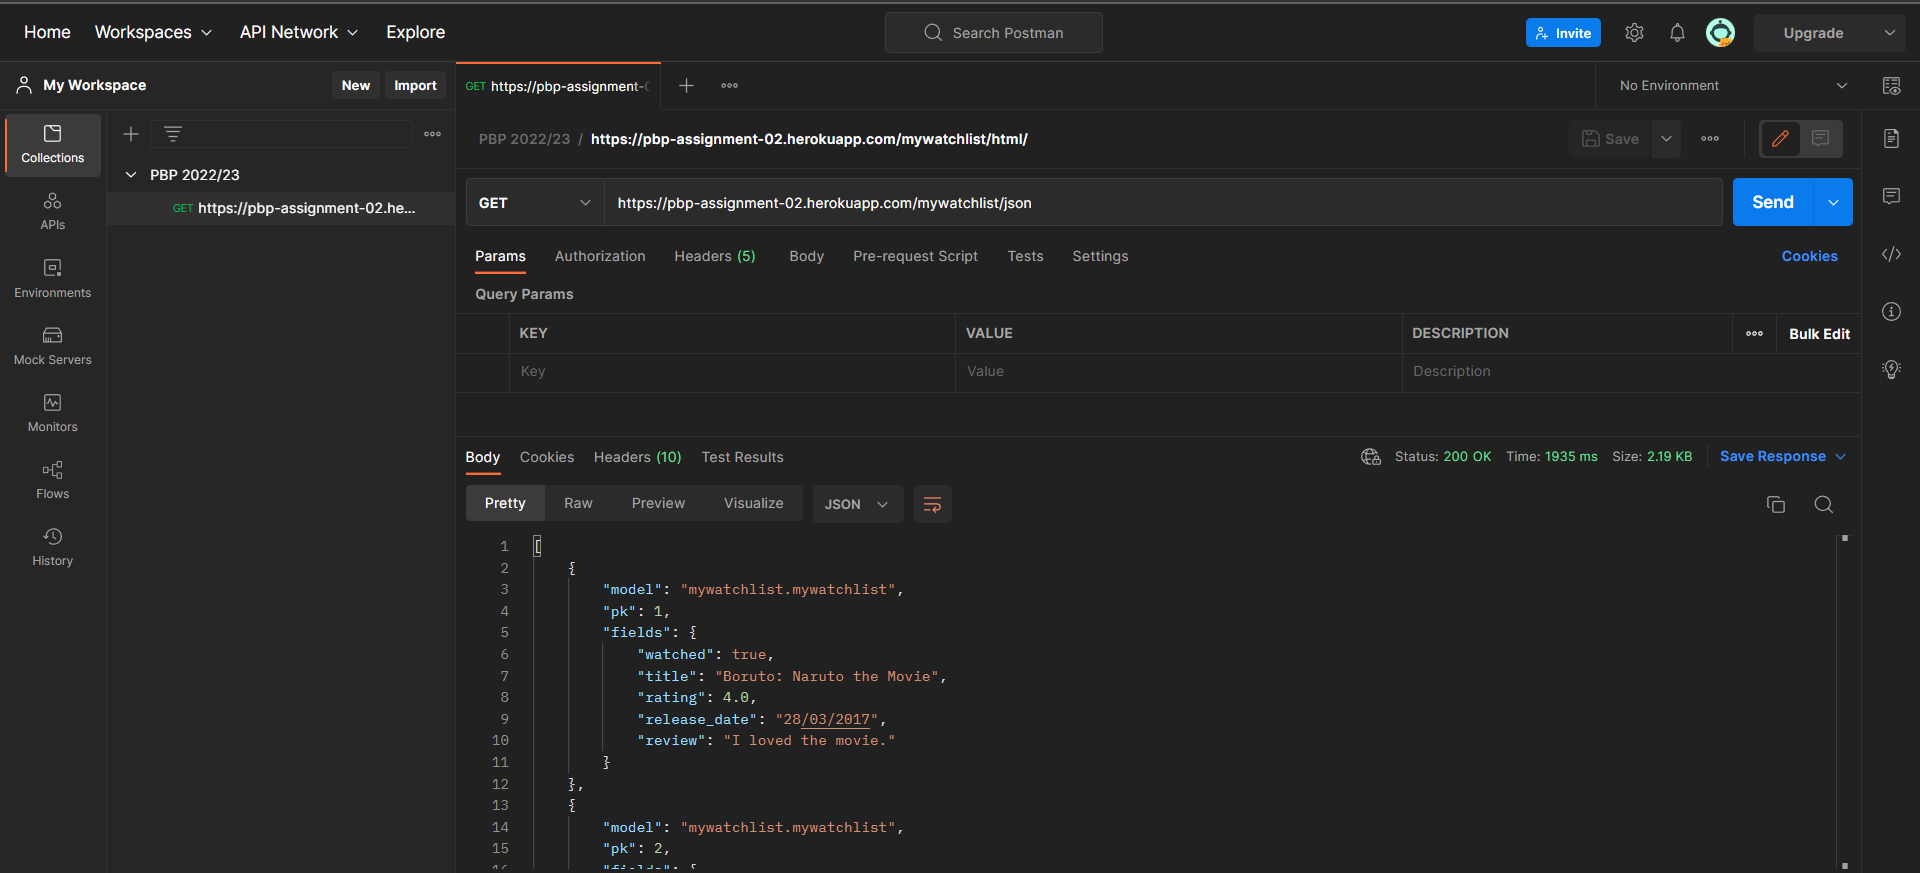 Home Workspaces API Network Explore Search Postman Invite Upgrade
My Workspace New Import GET https://pbp-assignment-0 No Environment
Collections
APIs
Environments
Mock Servers
Monitors
Flows
History
PBP 2022/23
GET https://pbp-assignment-02.he...
PBP 2022/23 / https://pbp-assignment-02.herokuapp.com/mywatchlist/html/ Save
GET https://pbp-assignment-02.herokuapp.com/mywatchlist/json Send
Params Authorization Headers (5) Body Pre-request Script Tests Settings Cookies
Query Params
KEY VALUE DESCRIPTION Bulk Edit
Key Value Description
Body Cookies Headers (10) Test Results Status: 200 OK Time: 1935 ms Size: 2.19 KB Save Response
Pretty Raw Preview Visualize JSON
1 [
2 {
3 "model": "mywatchlist.mywatchlist",
4 "pk": 1,
5 "fields": {
6 "watched": true,
7 "title": "Boruto: Naruto the Movie",
8 "rating": 4.0,
9 "release_date": "28/03/2017",
10 "review": "I loved the movie."
11 }
12 },
13 {
14 "model": "mywatchlist.mywatchlist",
15 "pk": 2,
16 "fields": {